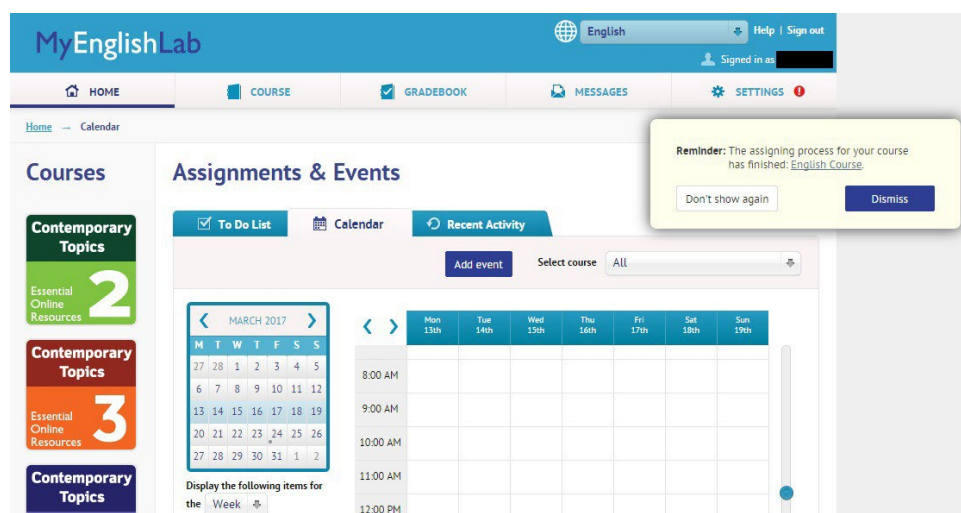 MyEnglishLab
English
Help | Sign out
Signed in as
HOME
COURSE
GRADEBOOK
MESSAGES
SETTINGS !
Home → Calendar
Reminder: The assigning process for your course
has finished: English Course.
Don't show again
Dismiss
Courses
Contemporary
Topics
Essential
Online
Resources
2
Contemporary
Topics
Essential
Online
Resources
3
Contemporary
Topics
Assignments & Events
To Do List
Calendar
Recent Activity
Add event
Select course
All
MARCH 2017
M T W T F S S
27 28 1 2 3 4 5
6 7 8 9 10 11 12
13 14 15 16 17 18 19
20 21 22 23 24 25 26
27 28 29 30 31 1 2
Display the following items for
the Week
Mon Tue Wed Thu Fri Sat Sun
13th 14th 15th 16th 17th 18th 19th
8:00 AM
9:00 AM
10:00 AM
11:00 AM
12:00 PM